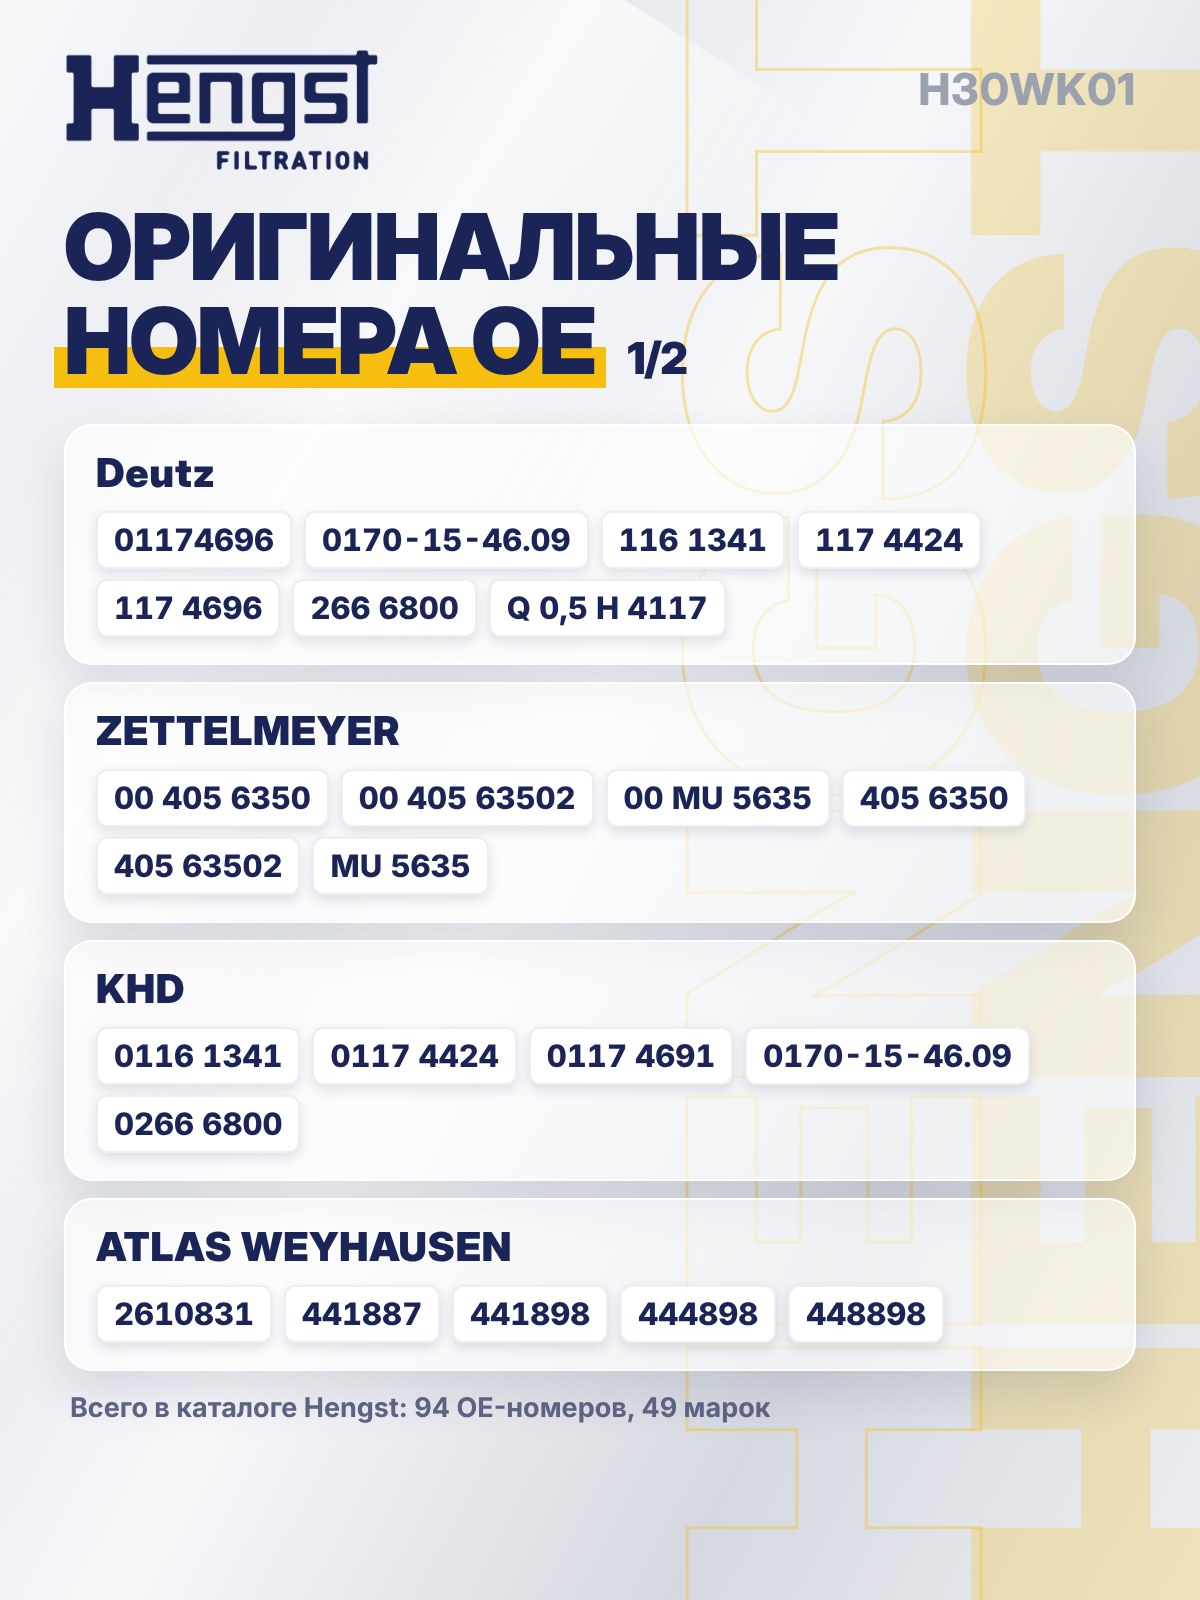 Hengst
FILTRATION
H30WK01
ОРИГИНАЛЬНЫЕ
НОМЕРА OE 1/2
Deutz
01174696 0170-15-46.09 116 1341 117 4424
117 4696 266 6800 Q 0,5 H 4117
ZETTELMEYER
00 405 6350 00 405 63502 00 MU 5635 405 6350
405 63502 MU 5635
KHD
0116 1341 0117 4424 0117 4691 0170-15-46.09
0266 6800
ATLAS WEYHAUSEN
2610831 441887 441898 444898 448898
Всего в каталоге Hengst: 94 OE-номеров, 49 марок
HENGST
HENGST